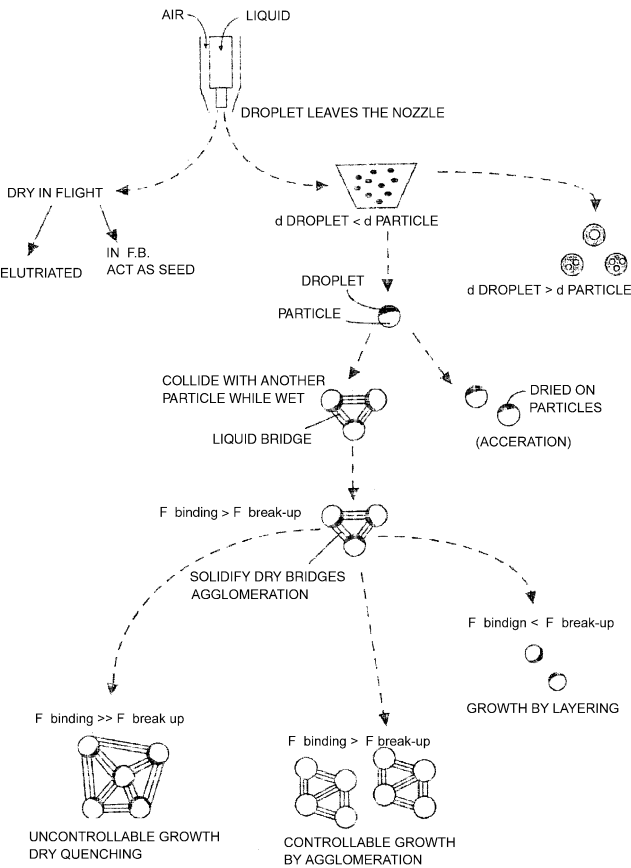 AIR
LIQUID
DROPLET LEAVES THE NOZZLE
DRY IN FLIGHT
d DROPLET < d PARTICLE
ELUTRIATED
IN F.B.
ACT AS SEED
d DROPLET > d PARTICLE
DROPLET
PARTICLE
COLLIDE WITH ANOTHER
PARTICLE WHILE WET
LIQUID BRIDGE
DRIED ON
PARTICLES
(ACCERATION)
F binding > F break-up
SOLIDIFY DRY BRIDGES
AGGLOMERATION
F bindign < F break-up
GROWTH BY LAYERING
F binding >> F break up
UNCONTROLLABLE GROWTH
DRY QUENCHING
F binding > F break-up
CONTROLLABLE GROWTH
BY AGGLOMERATION